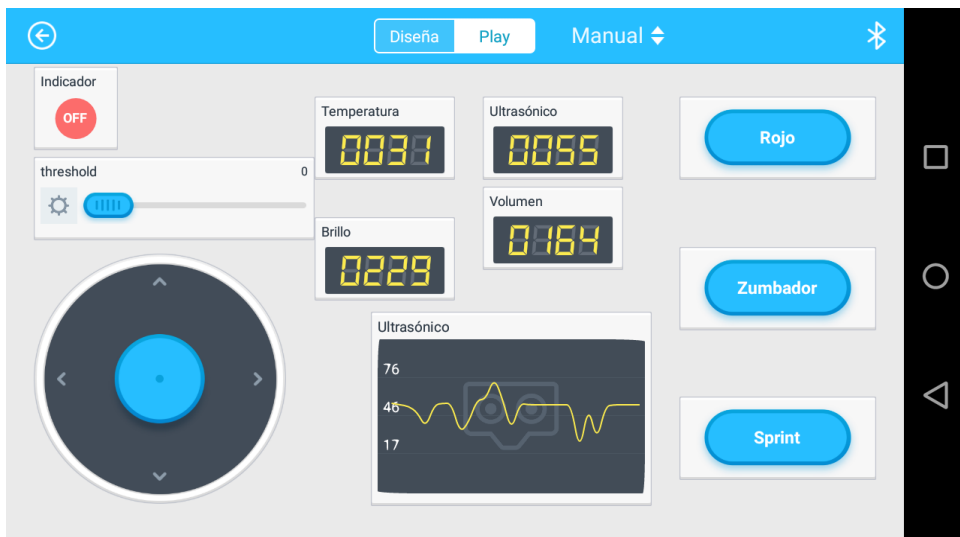 Diseña Play Manual
Indicador
OFF
threshold 0
Temperatura
0031
Ultrasónico
0055
Rojo
Volumen
0164
Brillo
0229
Zumbador
Ultrasónico
76
46
17
Sprint